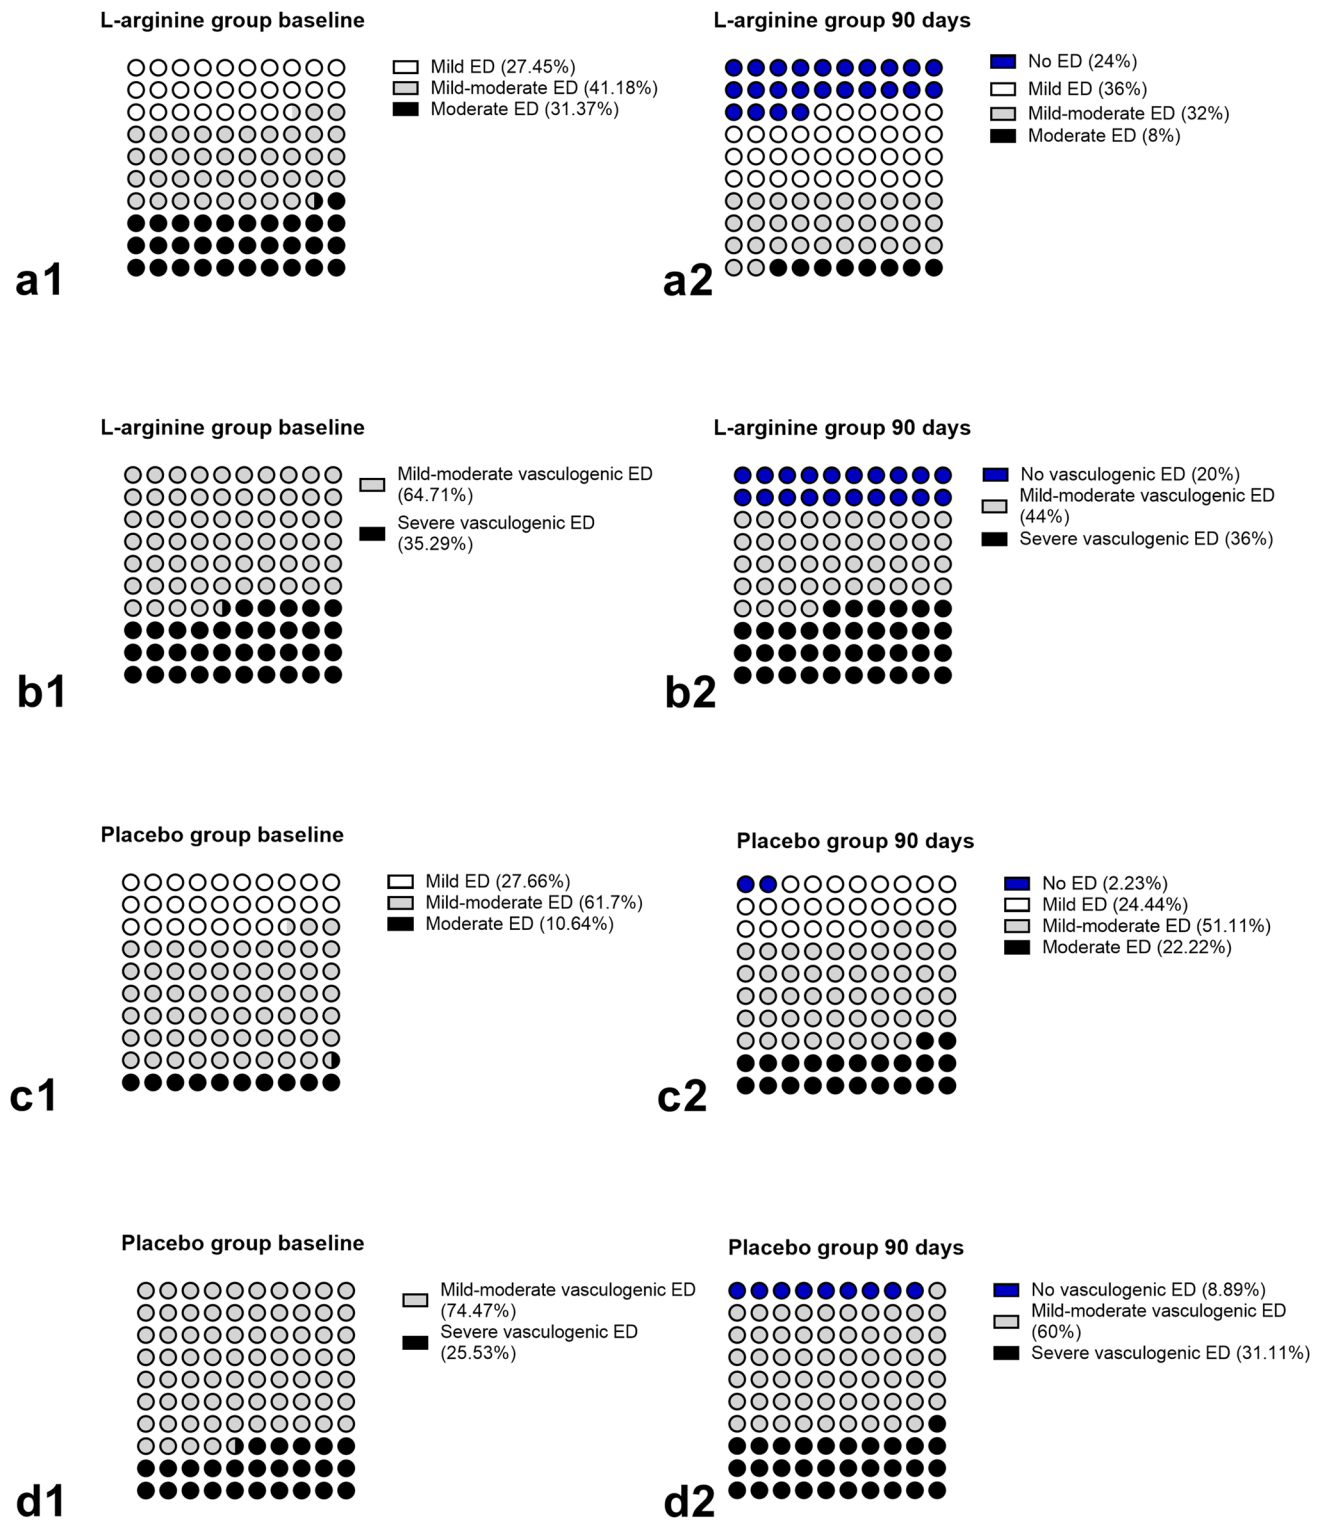 L-arginine group baseline
Mild ED (27.45%)
Mild-moderate ED (41.18%)
Moderate ED (31.37%)
a1
L-arginine group 90 days
No ED (24%)
Mild ED (36%)
Mild-moderate ED (32%)
Moderate ED (8%)
a2
L-arginine group baseline
Mild-moderate vasculogenic ED
(64.71%)
Severe vasculogenic ED
(35.29%)
b1
L-arginine group 90 days
No vasculogenic ED (20%)
Mild-moderate vasculogenic ED
(44%)
Severe vasculogenic ED (36%)
b2
Placebo group baseline
Mild ED (27.66%)
Mild-moderate ED (61.7%)
Moderate ED (10.64%)
c1
Placebo group 90 days
No ED (2.23%)
Mild ED (24.44%)
Mild-moderate ED (51.11%)
Moderate ED (22.22%)
c2
Placebo group baseline
Mild-moderate vasculogenic ED
(74.47%)
Severe vasculogenic ED
(25.53%)
d1
Placebo group 90 days
No vasculogenic ED (8.89%)
Mild-moderate vasculogenic ED
(60%)
Severe vasculogenic ED (31.11%)
d2